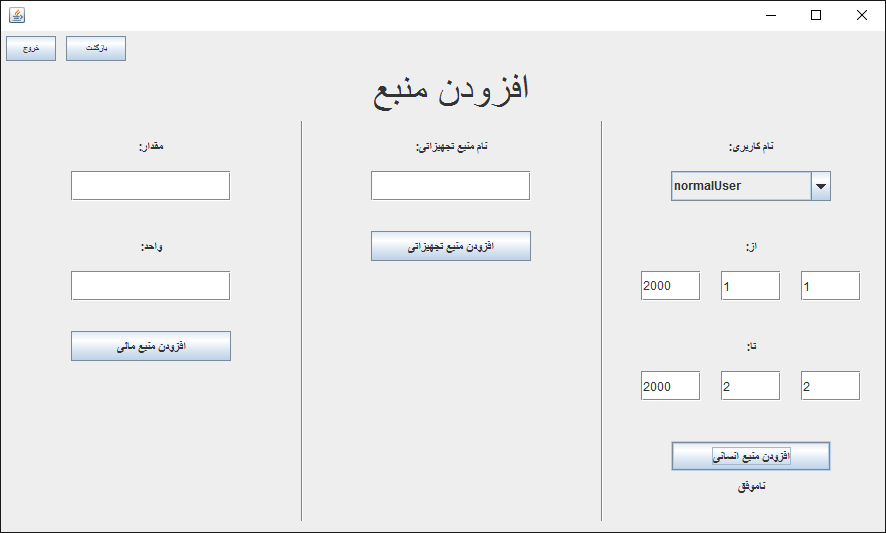 خروج
بازگشت
افزودن منبع
نام کاربری:
normalUser
از:
2000 1 1
تا:
2000 2 2
افزودن منبع انسانی
ناموفق
نام منبع تجهیزاتی:
افزودن منبع تجهیزاتی
مقدار:
واحد:
افزودن منبع مالی